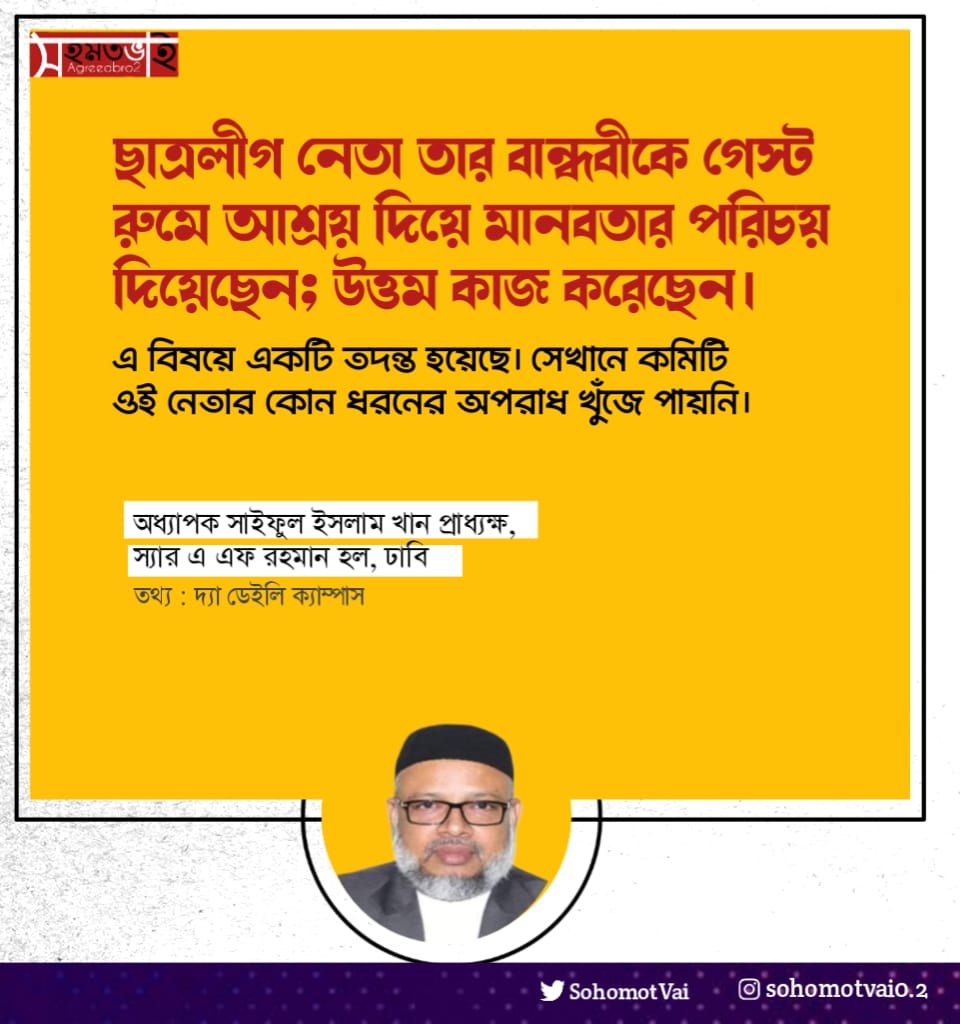 সহমতভাই
Agreeabro2
ছাত্রলীগ নেতা তার বান্ধবীকে গেস্ট
রুমে আশ্রয় দিয়ে মানবতার পরিচয়
দিয়েছেন; উত্তম কাজ করেছেন।
এ বিষয়ে একটি তদন্ত হয়েছে। সেখানে কমিটি
ওই নেতার কোন ধরনের অপরাধ খুঁজে পায়নি।
অধ্যাপক সাইফুল ইসলাম খান প্রাধ্যক্ষ,
স্যার এ এফ রহমান হল, ঢাবি
তথ্য : দ্যা ডেইলি ক্যাম্পাস
SohomotVai
sohomotvai0.2